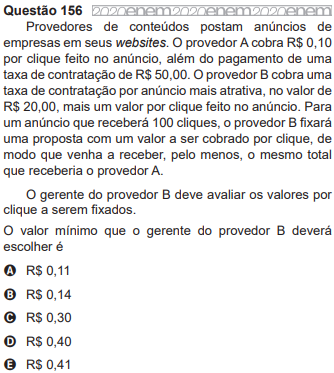 Questão 156 2020enem2020enem2020enem
Provedores de conteúdos postam anúncios de
empresas em seus websites. O provedor A cobra R$ 0,10
por clique feito no anúncio, além do pagamento de uma
taxa de contratação de R$ 50,00. O provedor B cobra uma
taxa de contratação por anúncio mais atrativa, no valor de
R$ 20,00, mais um valor por clique feito no anúncio. Para
um anúncio que receberá 100 cliques, o provedor B fixará
uma proposta com um valor a ser cobrado por clique, de
modo que venha a receber, pelo menos, o mesmo total
que receberia o provedor A.
O gerente do provedor B deve avaliar os valores por
clique a serem fixados.
O valor mínimo que o gerente do provedor B deverá
escolher é
A R$ 0,11
B R$ 0,14
C R$ 0,30
D R$ 0,40
E R$ 0,41